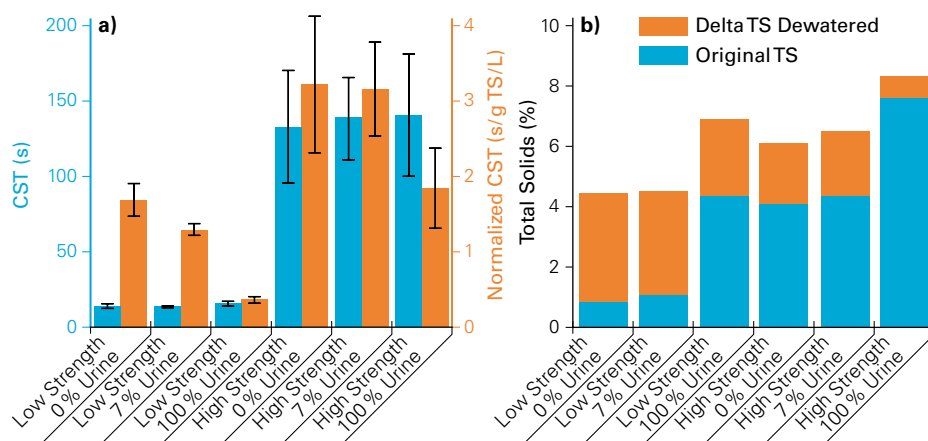 a)
CST (s)
200
150
100
50
0
Normalized CST (s/g TS/L)
4
3
2
1
0
Low Strength
0 % Urine
Low Strength
7 % Urine
Low Strength
100 % Urine
High Strength
0 % Urine
High Strength
7 % Urine
High Strength
100 % Urine
b)
Delta TS Dewatered
Original TS
Total Solids (%)
10
8
6
4
2
0
Low Strength
0 % Urine
Low Strength
7 % Urine
Low Strength
100 % Urine
High Strength
0 % Urine
High Strength
7 % Urine
High Strength
100 % Urine